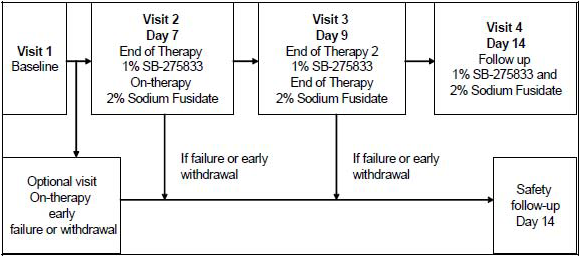 Visit 1
Baseline
Visit 2
Day 7
End of Therapy
1% SB-275833
On-therapy
2% Sodium Fusidate
Visit 3
Day 9
End of Therapy 2
1% SB-275833
End of Therapy
2% Sodium Fusidate
Visit 4
Day 14
Follow up
1% SB-275833 and
2% Sodium Fusidate
If failure or early
withdrawal
If failure or early
withdrawal
Optional visit
On-therapy
early
failure or withdrawal
Safety
follow-up
Day 14